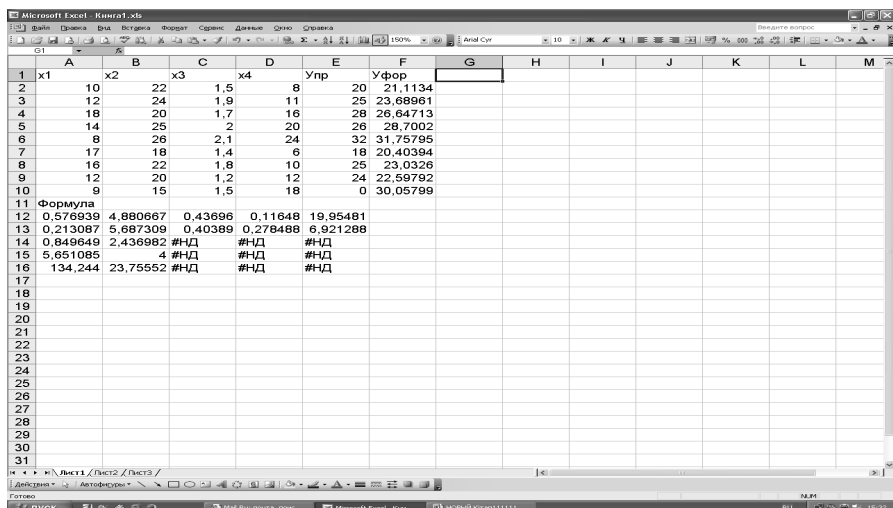 Microsoft Excel - Книга1.xls
Файл Правка Вид Вставка Формат Сервис Данные Окно Справка Введите вопрос
150% Arial Cyr 10
G1
A B C D E F G H I J K L M
1 x1 x2 x3 x4 Упр Уфор
2 10 22 1,5 8 20 21,1134
3 12 24 1,9 11 25 23,68961
4 18 20 1,7 16 28 26,64713
5 14 25 2 20 26 28,7002
6 8 26 2,1 24 32 31,75795
7 17 18 1,4 6 18 20,40394
8 16 22 1,8 10 25 23,0326
9 12 20 1,2 12 24 22,59792
10 9 15 1,5 18 0 30,05799
11 Формула
12 0,576939 4,880667 0,43696 0,11648 19,95481
13 0,213087 5,687309 0,40389 0,278488 6,921288
14 0,849649 2,436982 #НД #НД #НД
15 5,651085 4 #НД #НД #НД
16 134,244 23,75552 #НД #НД #НД
17
18
19
20
21
22
23
24
25
26
27
28
29
30
31
Лист1 Лист2 Лист3
Действия Автофигуры
Готово NUM
ПУСК